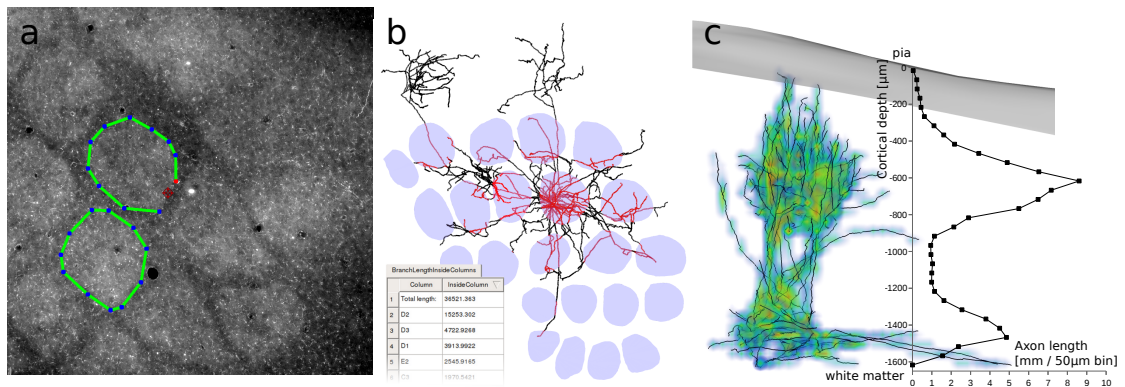 a
b
c
BranchLengthInsideColumns
Column InsideColumn
1 Total length: 36521.363
2 D2 15253.302
3 D3 4722.9268
4 D1 3913.9922
5 E2 2545.9165
pia
Cortical depth [µm]
0
-200
-400
-600
-800
-1000
-1200
-1400
-1600
white matter
Axon length
[mm / 50µm bin]
0 1 2 3 4 5 6 7 8 9 10